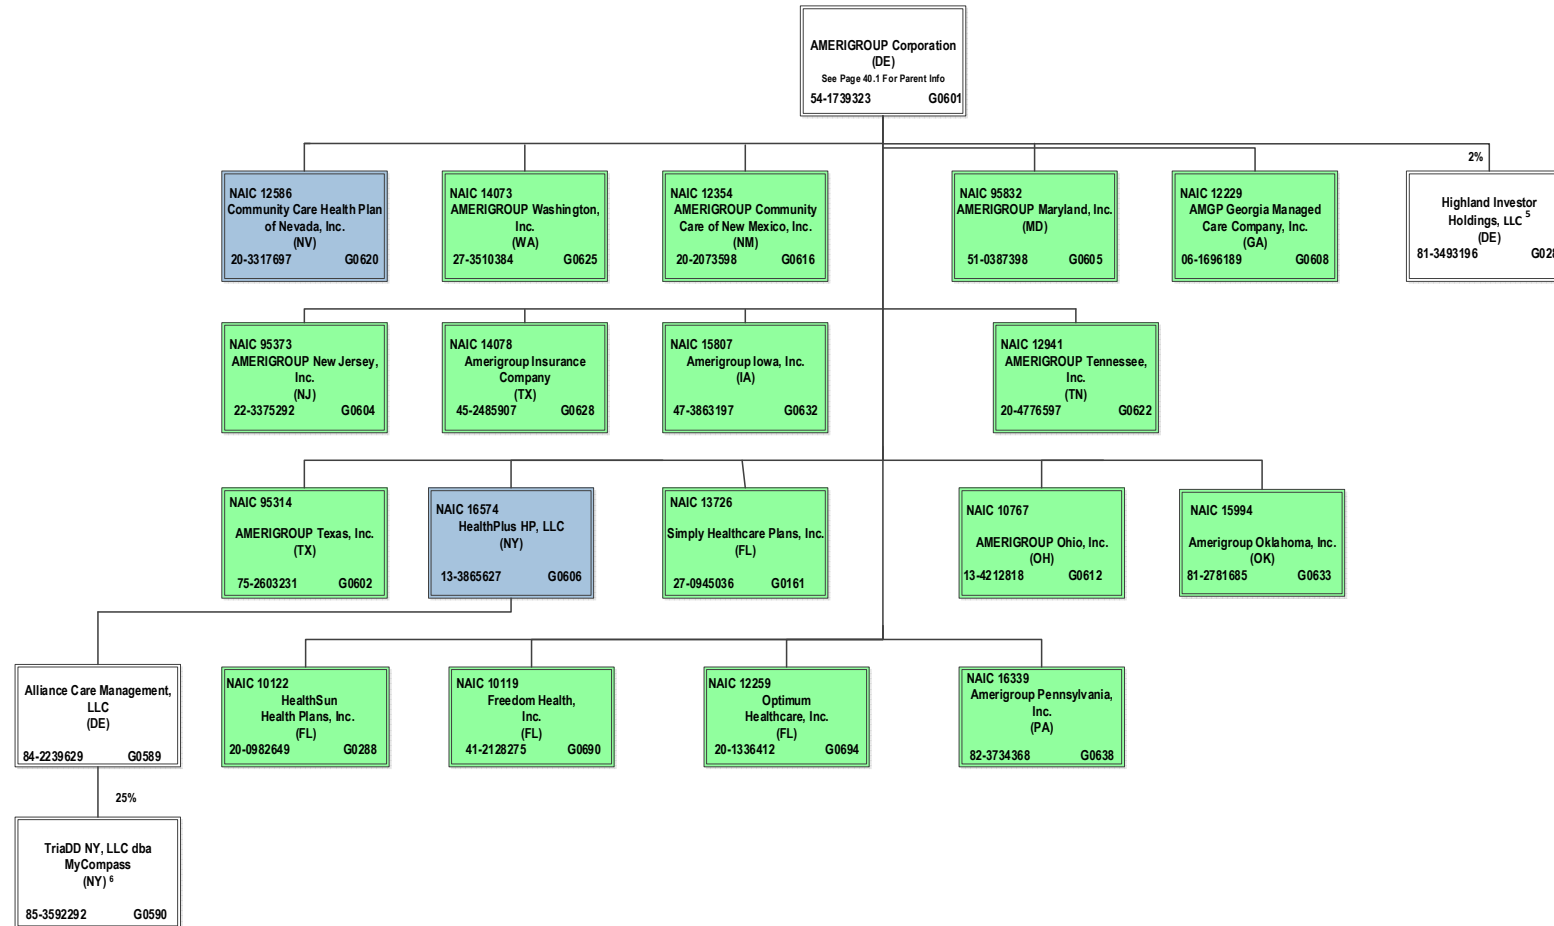 AMERIGROUP Corporation
(DE)
See Page 40.1 For Parent Info
54-1739323 G0601
2%
NAIC 12586
Community Care Health Plan
of Nevada, Inc.
(NV)
20-3317697 G0620
NAIC 14073
AMERIGROUP Washington,
Inc.
(WA)
27-3510384 G0625
NAIC 12354
AMERIGROUP Community
Care of New Mexico, Inc.
(NM)
20-2073598 G0616
NAIC 95832
AMERIGROUP Maryland, Inc.
(MD)
51-0387398 G0605
NAIC 12229
AMGP Georgia Managed
Care Company, Inc.
(GA)
06-1696189 G0608
Highland Investor
Holdings, LLC 5
(DE)
81-3493196 G028
NAIC 95373
AMERIGROUP New Jersey,
Inc.
(NJ)
22-3375292 G0604
NAIC 14078
Amerigroup Insurance
Company
(TX)
45-2485907 G0628
NAIC 15807
Amerigroup Iowa, Inc.
(IA)
47-3863197 G0632
NAIC 12941
AMERIGROUP Tennessee,
Inc.
(TN)
20-4776597 G0622
NAIC 95314
AMERIGROUP Texas, Inc.
(TX)
75-2603231 G0602
NAIC 16574
HealthPlus HP, LLC
(NY)
13-3865627 G0606
NAIC 13726
Simply Healthcare Plans, Inc.
(FL)
27-0945036 G0161
NAIC 10767
AMERIGROUP Ohio, Inc.
(OH)
13-4212818 G0612
NAIC 15994
Amerigroup Oklahoma, Inc.
(OK)
81-2781685 G0633
Alliance Care Management,
LLC
(DE)
84-2239629 G0589
NAIC 10122
HealthSun
Health Plans, Inc.
(FL)
20-0982649 G0288
NAIC 10119
Freedom Health,
Inc.
(FL)
41-2128275 G0690
NAIC 12259
Optimum
Healthcare, Inc.
(FL)
20-1336412 G0694
NAIC 16339
Amerigroup Pennsylvania,
Inc.
(PA)
82-3734368 G0638
25%
TriaDD NY, LLC dba
MyCompass
(NY) 6
85-3592292 G0590